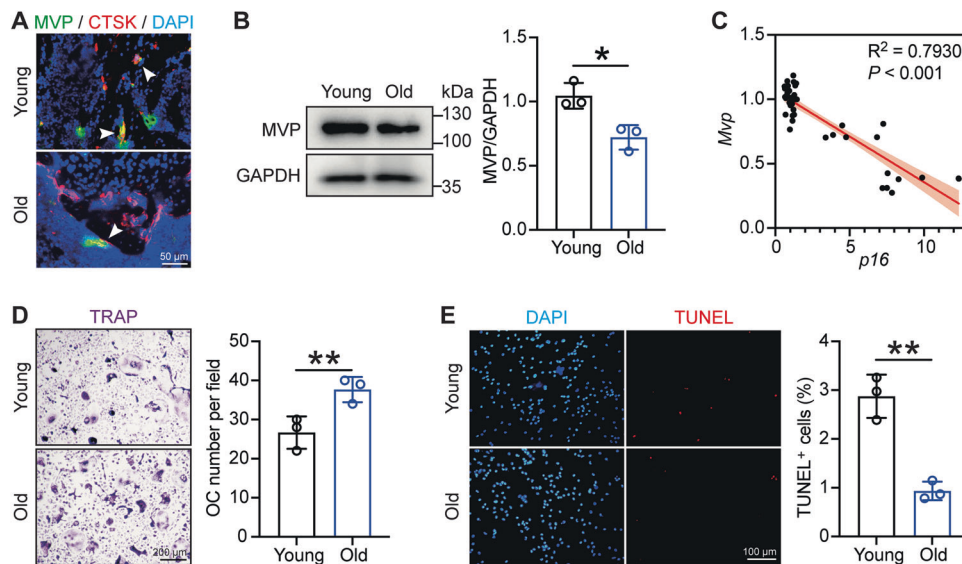 A
MVP / CTSK / DAPI
Young
Old
50 µm
B
Young Old kDa
MVP
GAPDH
130
100
35
MVP/GAPDH
1.5
1.0
0.5
0.0
Young Old
*
C
R² = 0.7930
P < 0.001
Mvp
1.5
1.0
0.5
0.0
0 5 10
p16
D
TRAP
Young
Old
200 µm
OC number per field
50
40
30
20
10
0
Young Old
**
E
DAPI TUNEL
Young
Old
100 µm
TUNEL⁺ cells (%)
4
3
2
1
0
Young Old
**